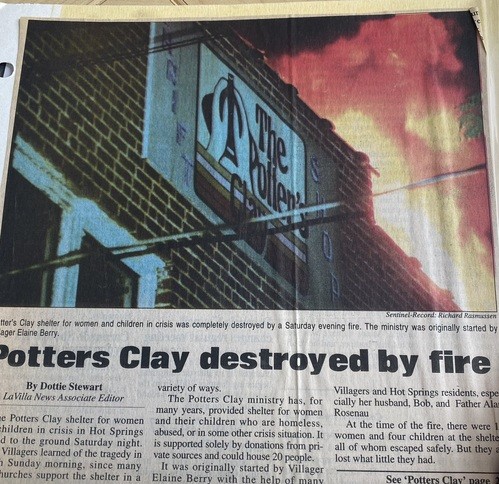 The
Potter's
Clay
Sentinel-Record: Richard Rasmussen
tter's Clay shelter for women and children in crisis was completely destroyed by a Saturday evening fire. The ministry was originally started by
ager Elaine Berry.
Potters Clay destroyed by fire
By Dottie Stewart
LaVilla News Associate Editor
e Potters Clay shelter for women
children in crisis in Hot Springs
d to the ground Saturday night
Villagers learned of the tragedy in
h Sunday morning, since many
hurches support the shelter in a
variety of ways.
The Potters Clay ministry has, for
many years, provided shelter for women
and their children who are homeless,
abused, or in some other crisis situation. It
is supported solely by donations from pri-
vate sources and could house 20 people.
It was originally started by Villager
Elaine Berry with the help of many
Villagers and Hot Springs residents, espe
cially her husband, Bob, and Father Ala
Rosenau
At the time of the fire, there were 1
women and four children at the shelte
all of whom escaped safely. But they a
lost what little they had.
See 'Potters Clay' page